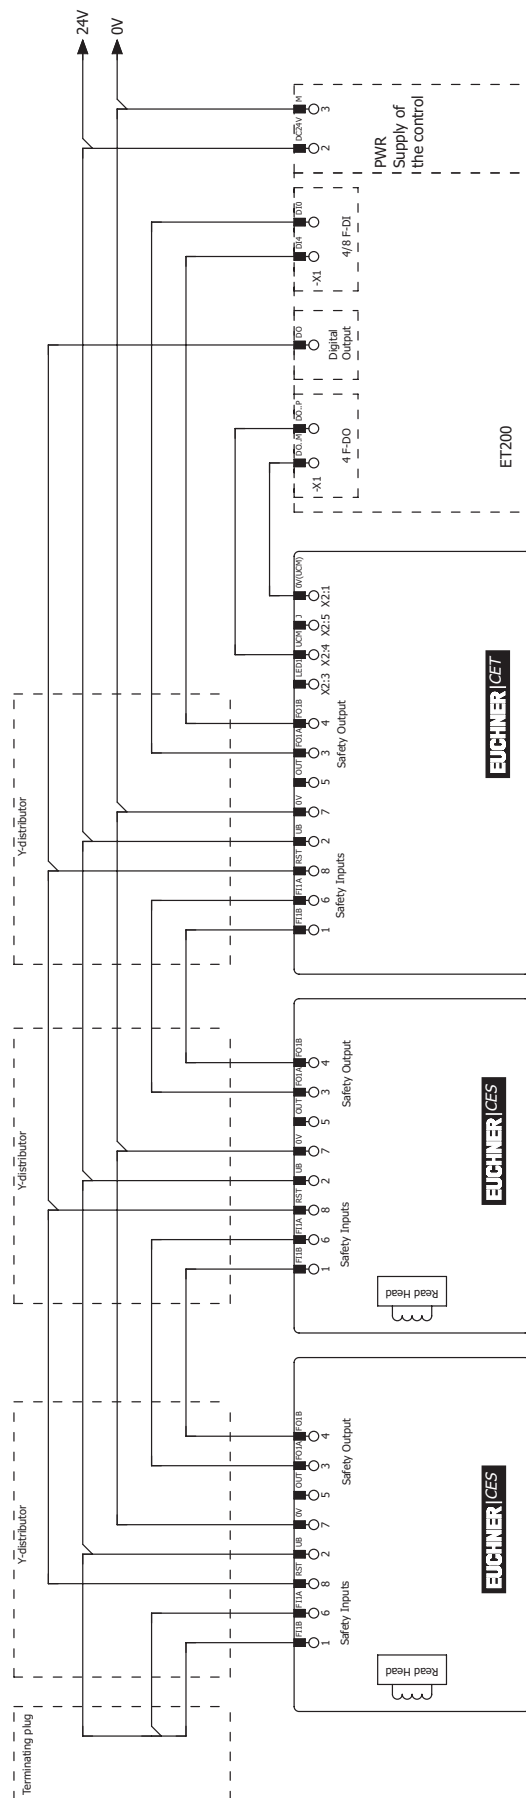 24V
0V
M
3
DC24V
2
PWR
Supply of
the control
DI0
DI4
-X1
4/8 F-DI
DO
Digital
Output
DO..P
DO..M
-X1
4 F-DO
ET200
0V(UCM)
X2:1
J
X2:5
UCM
X2:4
LED1
X2:3
Y-distributor
FO1B
4
FO1A
3
Safety Output
OUT
5
0V
7
UB
2
RST
8
FI1A
6
FI1B
1
Safety Inputs
EUCHNER|CET
Y-distributor
FO1B
4
FO1A
3
Safety Output
OUT
5
0V
7
UB
2
RST
8
FI1A
6
FI1B
1
Safety Inputs
EUCHNER|CES
Read Head
Y-distributor
FO1B
4
FO1A
3
Safety Output
OUT
5
0V
7
UB
2
RST
8
FI1A
6
FI1B
1
Safety Inputs
EUCHNER|CES
Read Head
Terminating plug